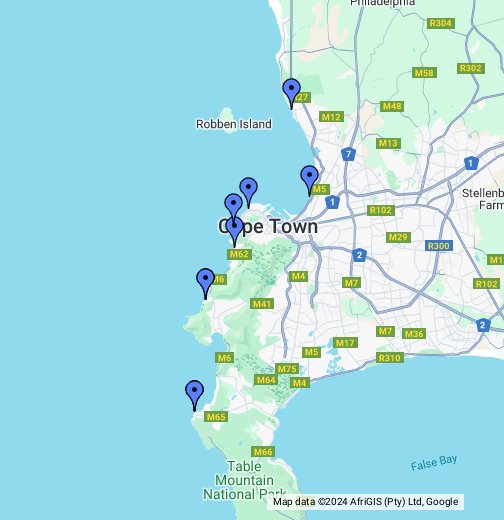 Philadelphia
R304
R302
M58
R27
M48
M12
Robben Island
M13
7
1
M5
Stellenb
Farm
1
R102
Cape Town
M29
R300
M62
2
M1
M6
M4
M7
R102
M41
2
M7
M36
M17
M5
M6
R310
M75
M64
M4
M65
M66
False Bay
Table
Mountain
National Park
Map data ©2024 AfriGIS (Pty) Ltd, Google